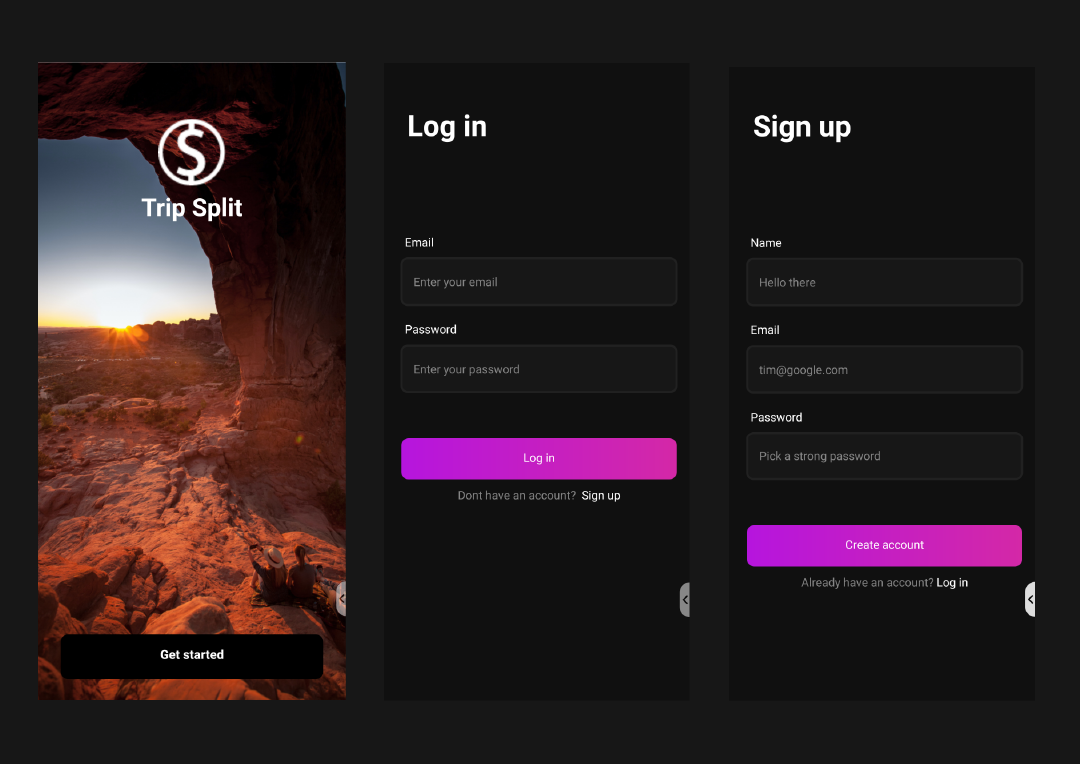 Trip Split
Get started
Log in
Email
Enter your email
Password
Enter your password
Log in
Dont have an account? Sign up
Sign up
Name
Hello there
Email
tim@google.com
Password
Pick a strong password
Create account
Already have an account? Log in